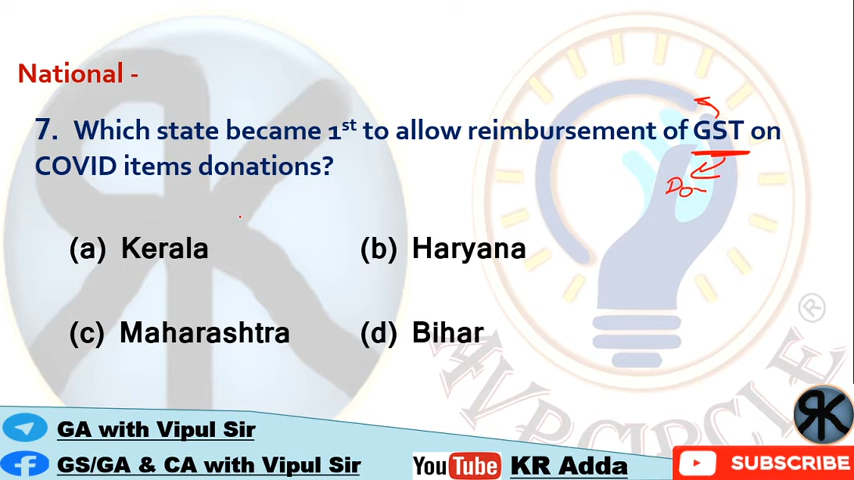 National -
7. Which state became 1st to allow reimbursement of GST on
COVID items donations?
Do
(a) Kerala (b) Haryana
(c) Maharashtra (d) Bihar
GA with Vipul Sir
GS/GA & CA with Vipul Sir
YouTube KR Adda
SUBSCRIBE